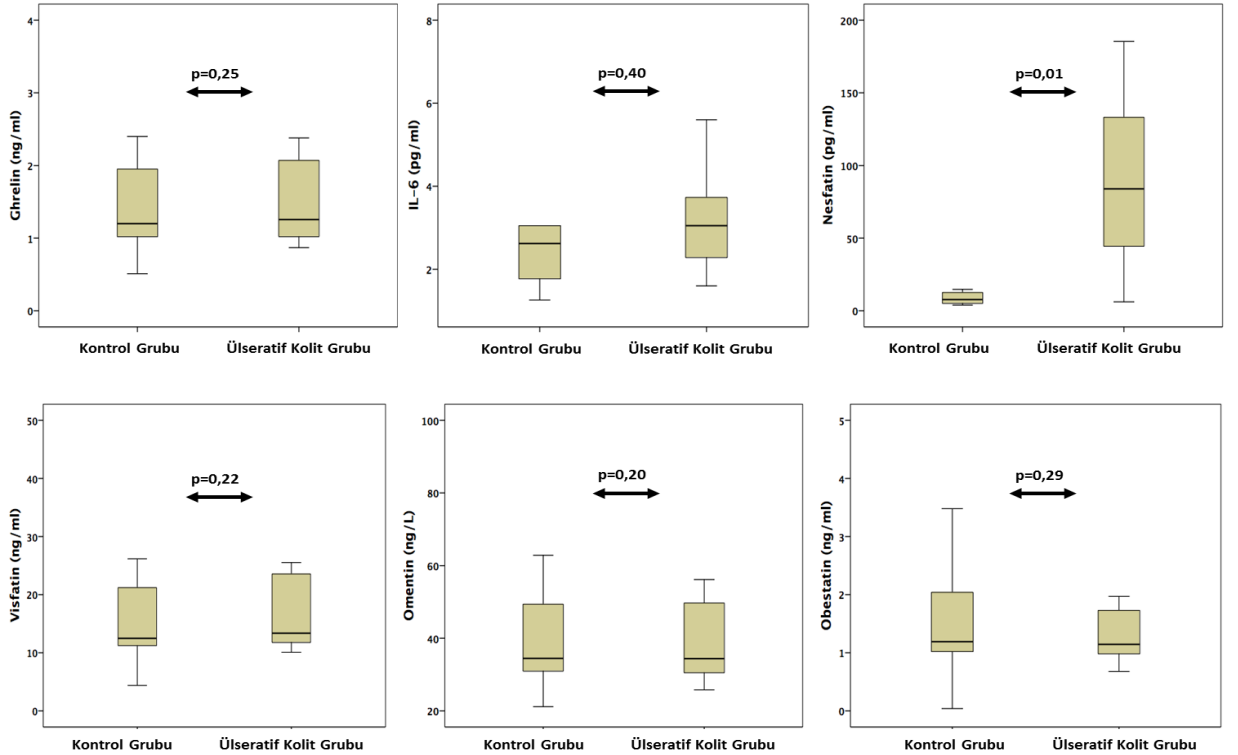 Ghrelin (ng/ml)
4
3
2
1
0
p=0,25
Kontrol Grubu Ülseratif Kolit Grubu
IL-6 (pg/ml)
8
6
4
2
p=0,40
Kontrol Grubu Ülseratif Kolit Grubu
Nesfatin (pg/ml)
200
150
100
50
0
p=0,01
Kontrol Grubu Ülseratif Kolit Grubu
Visfatin (ng/ml)
50
40
30
20
10
0
p=0,22
Kontrol Grubu Ülseratif Kolit Grubu
Omentin (ng/L)
100
80
60
40
20
p=0,20
Kontrol Grubu Ülseratif Kolit Grubu
Obestatin (ng/ml)
5
4
3
2
1
0
p=0,29
Kontrol Grubu Ülseratif Kolit Grubu